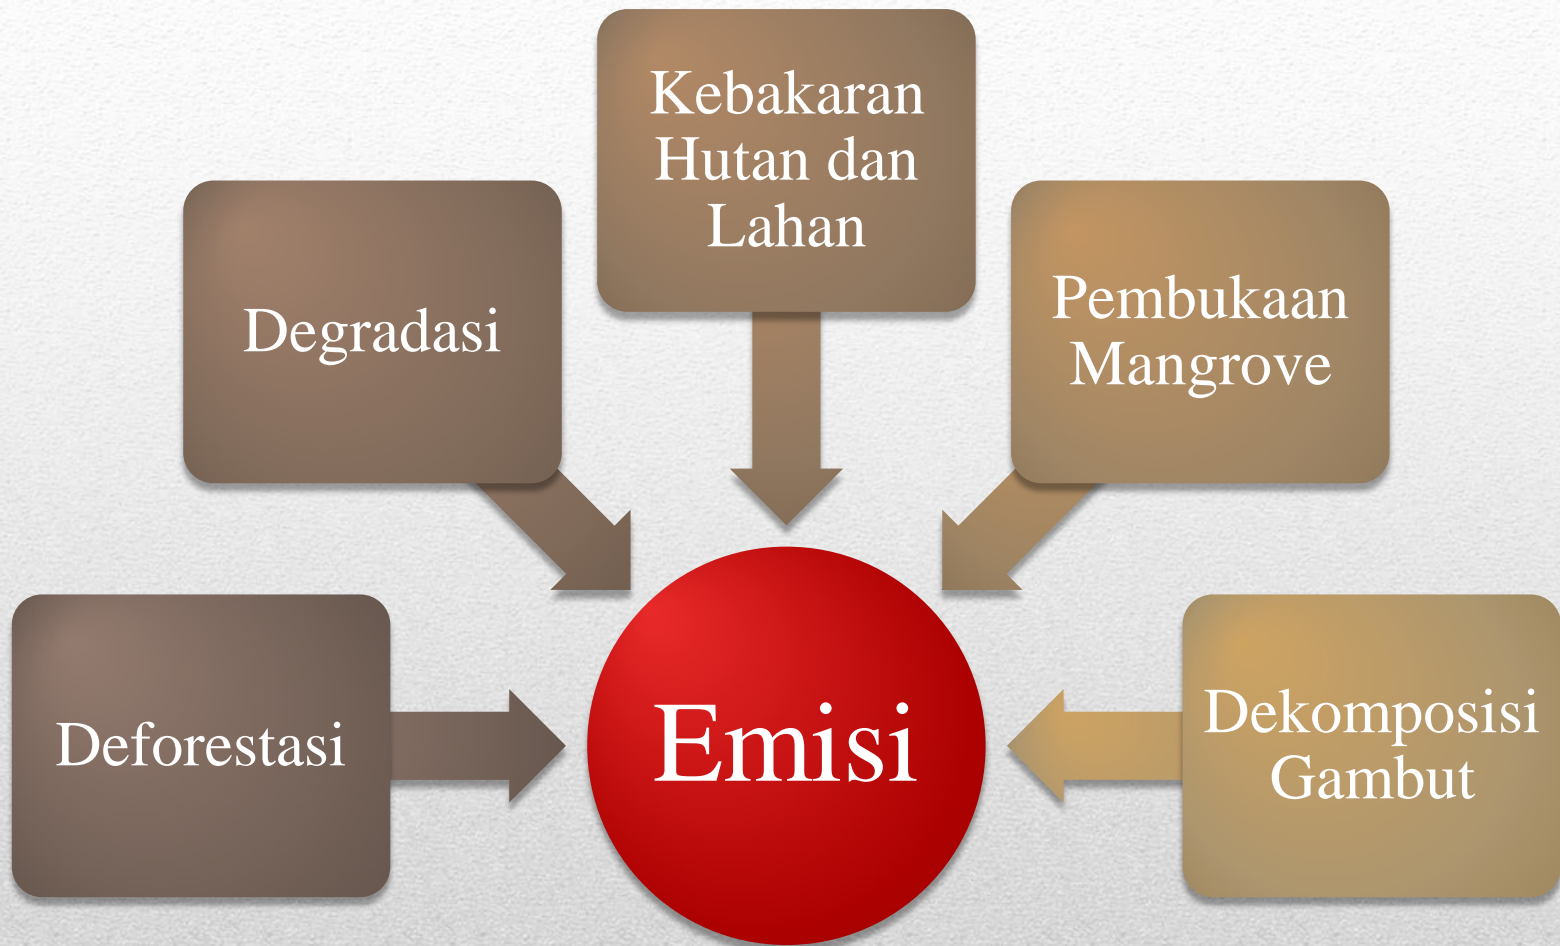 Kebakaran
Hutan dan
Lahan
Degradasi
Pembukaan
Mangrove
Deforestasi
Emisi
Dekomposisi
Gambut